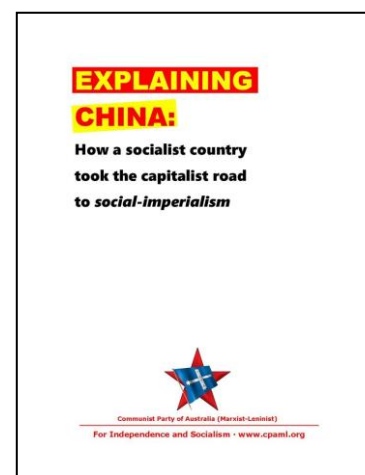 EXPLAINING
CHINA:
How a socialist country
took the capitalist road
to social-imperialism
Communist Party of Australia (Marxist-Leninist)
For Independence and Socialism · www.cpaml.org